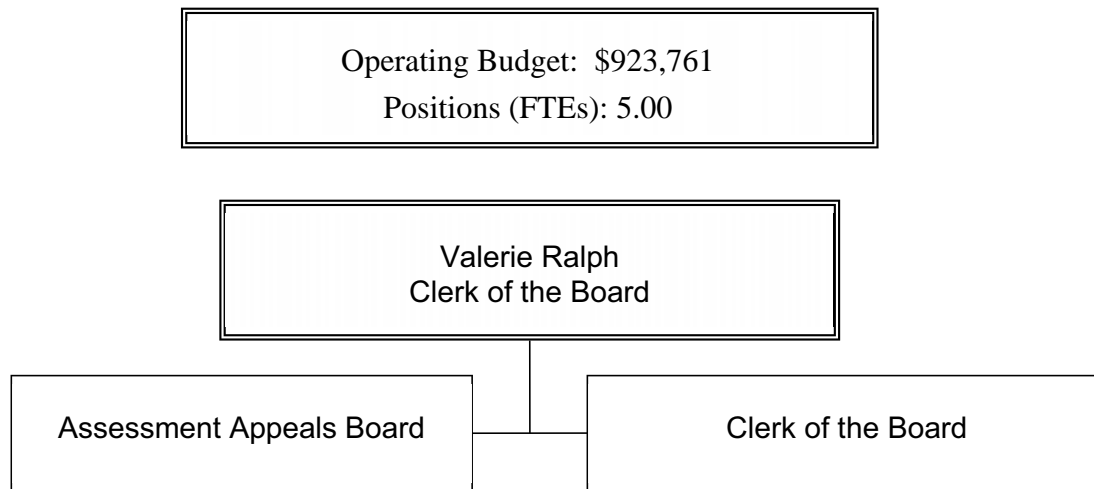 Operating Budget: $923,761
Positions (FTEs): 5.00
Valerie Ralph
Clerk of the Board
Assessment Appeals Board
Clerk of the Board